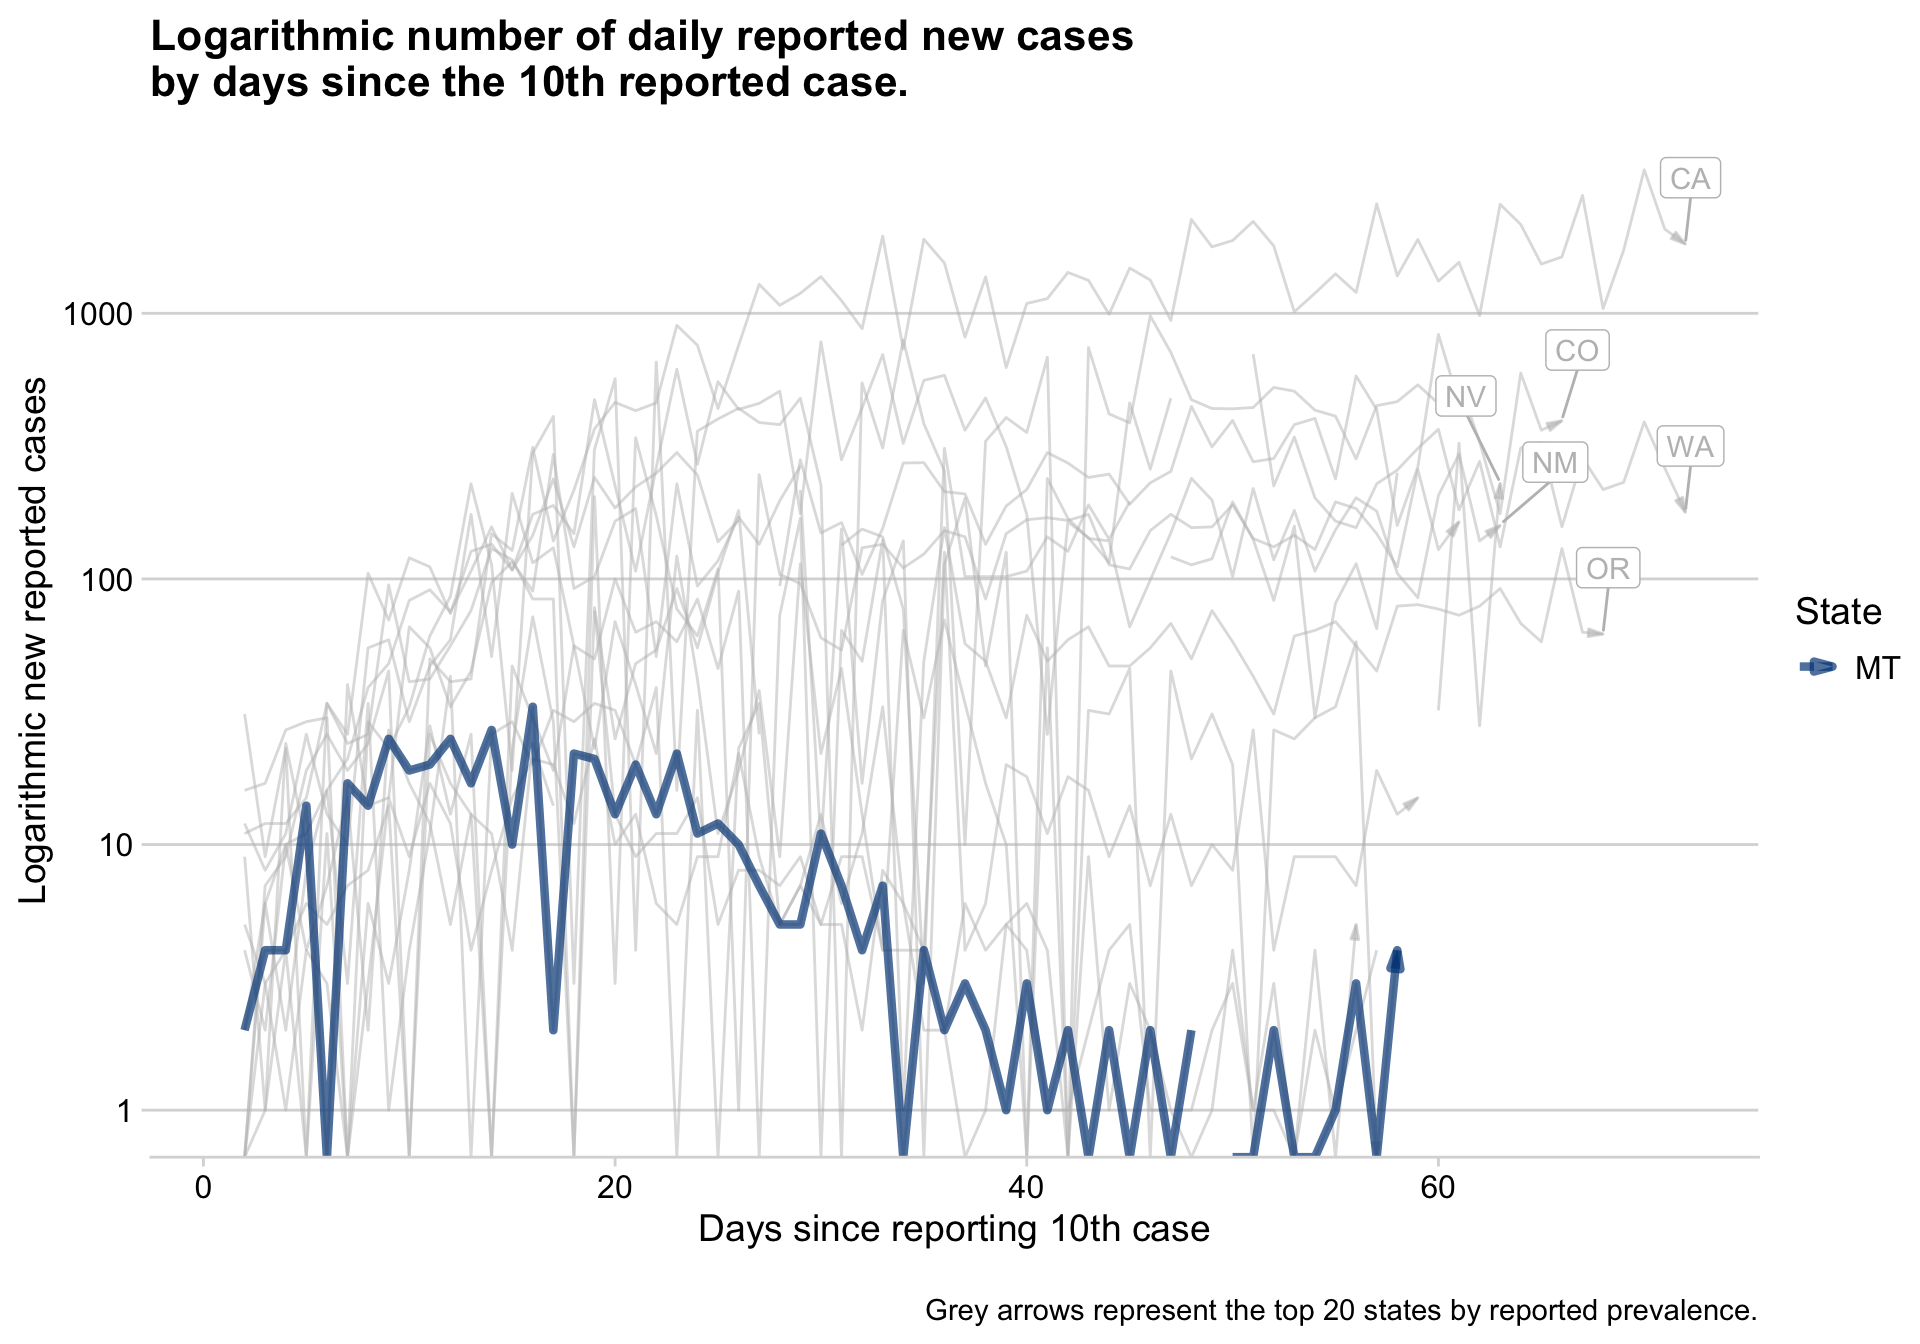 Logarithmic number of daily reported new cases
by days since the 10th reported case.
Logarithmic new reported cases
1000
100
10
1
CA
CO
NV
WA
NM
OR
State
MT
0
20
40
60
Days since reporting 10th case
Grey arrows represent the top 20 states by reported prevalence.